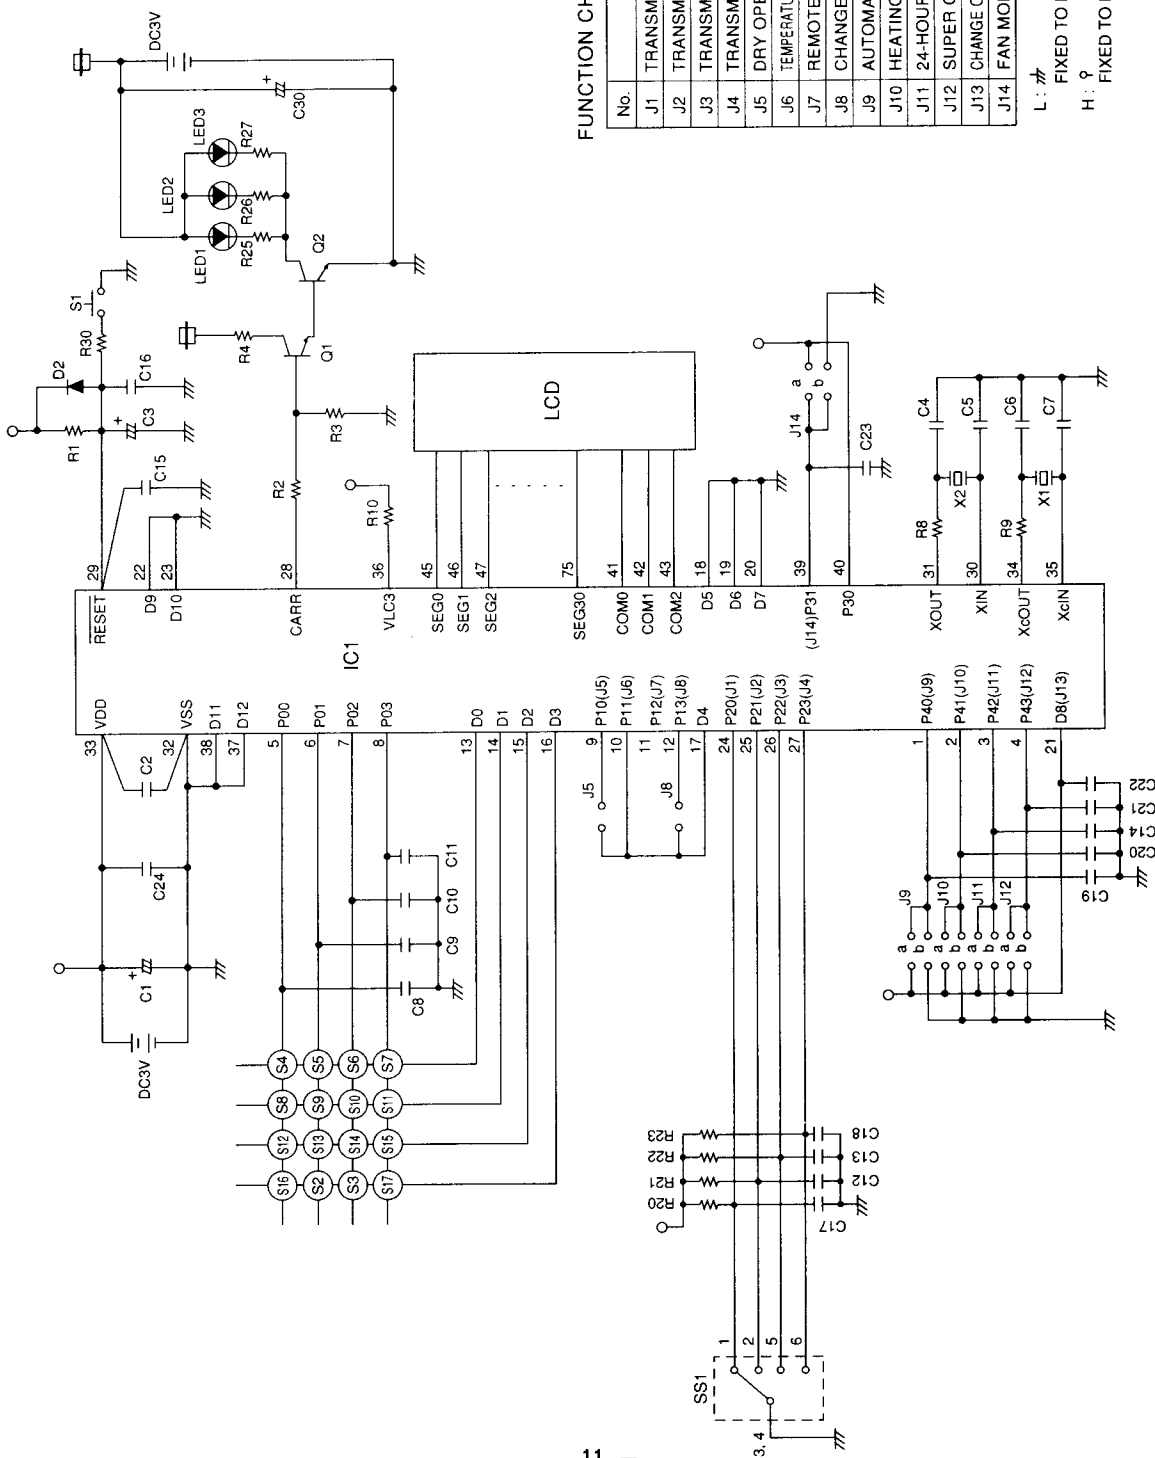 DC3V
C30
LED3
LED2
LED1
R27
R26
R25
Q2
S1
R30
D2
C16
R1
C3
C15
R4
Q1
R3
R2
R10
LCD
J14
a
b
C23
C4
C5
C6
C7
R8
X2
R9
X1
29
22
23
28
36
45
46
47
75
41
42
43
18
19
20
39
40
31
30
34
35
RESET
D9
D10
CARR
VLC3
SEG0
SEG1
SEG2
SEG30
COM0
COM1
COM2
D5
D6
D7
(J14)P31
P30
XOUT
XIN
XcOUT
XcIN
IC1
VDD
VSS
D11
D12
P00
P01
P02
P03
D0
D1
D2
D3
P10(J5)
P11(J6)
P12(J7)
P13(J8)
D4
P20(J1)
P21(J2)
P22(J3)
P23(J4)
P40(J9)
P41(J10)
P42(J11)
P43(J12)
D8(J13)
33
32
38
37
5
6
7
8
13
14
15
16
9
10
11
12
17
24
25
26
27
1
2
3
4
21
C2
C24
C1
DC3V
C11
C10
C9
C8
S4 S5 S6 S7
S8 S9 S10 S11
S12 S13 S14 S15
S16 S2 S3 S17
J5
J8
R23
R22
R21
R20
C18
C13
C12
C17
J9
J10
J11
J12
a
b
a
b
a
b
a
b
C22
C21
C14
C20
C19
SS1
1
2
5
6
3, 4
FUNCTION CH
No.
J1 TRANSM
J2 TRANSM
J3 TRANSM
J4 TRANSM
J5 DRY OPE
J6 TEMPERATU
J7 REMOTE
J8 CHANGE
J9 AUTOMA
J10 HEATING
J11 24-HOUR
J12 SUPER
J13 CHANGE
J14 FAN MO
L :
FIXED TO
H :
FIXED TO
11 —